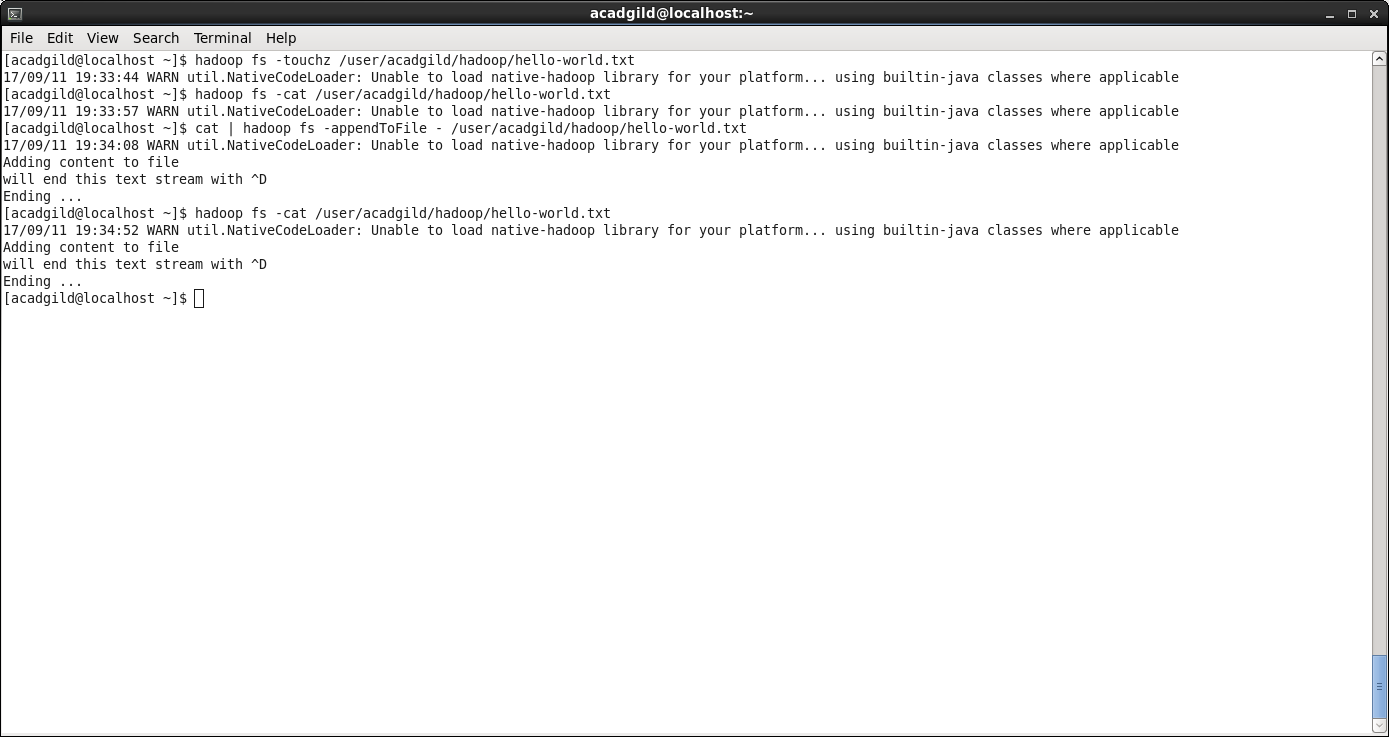 acadgild@localhost:~
File Edit View Search Terminal Help
[acadgild@localhost ~]$ hadoop fs -touchz /user/acadgild/hadoop/hello-world.txt
17/09/11 19:33:44 WARN util.NativeCodeLoader: Unable to load native-hadoop library for your platform... using builtin-java classes where applicable
[acadgild@localhost ~]$ hadoop fs -cat /user/acadgild/hadoop/hello-world.txt
17/09/11 19:33:57 WARN util.NativeCodeLoader: Unable to load native-hadoop library for your platform... using builtin-java classes where applicable
[acadgild@localhost ~]$ cat | hadoop fs -appendToFile - /user/acadgild/hadoop/hello-world.txt
17/09/11 19:34:08 WARN util.NativeCodeLoader: Unable to load native-hadoop library for your platform... using builtin-java classes where applicable
Adding content to file
will end this text stream with ^D
Ending ...
[acadgild@localhost ~]$ hadoop fs -cat /user/acadgild/hadoop/hello-world.txt
17/09/11 19:34:52 WARN util.NativeCodeLoader: Unable to load native-hadoop library for your platform... using builtin-java classes where applicable
Adding content to file
will end this text stream with ^D
Ending ...
[acadgild@localhost ~]$